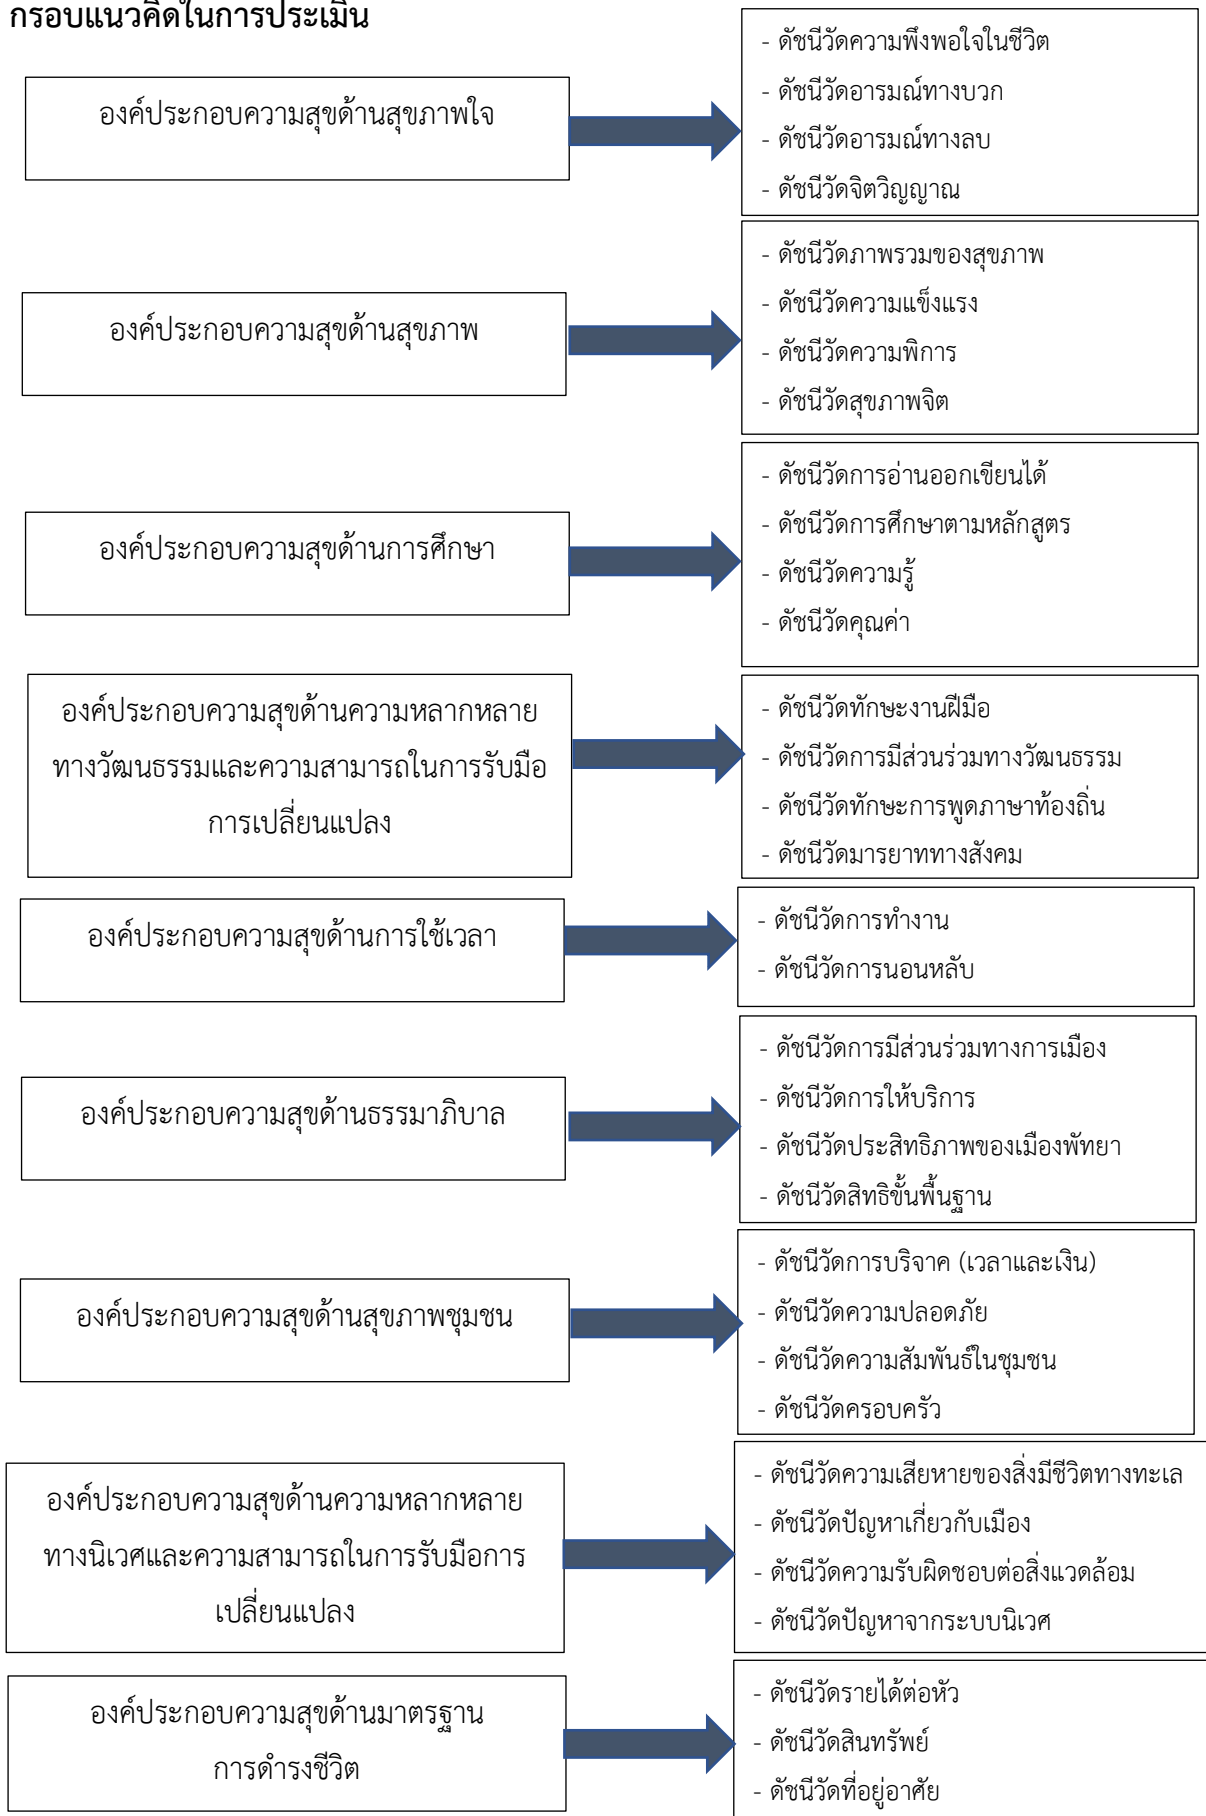 กรอบแนวคิดในการประเมิน
องค์ประกอบความสุขด้านสุขภาพใจ
- ดัชนีวัดความพึงพอใจในชีวิต
- ดัชนีวัดอารมณ์ทางบวก
- ดัชนีวัดอารมณ์ทางลบ
- ดัชนีวัดจิตวิญญาณ
องค์ประกอบความสุขด้านสุขภาพ
- ดัชนีวัดภาพรวมของสุขภาพ
- ดัชนีวัดความแข็งแรง
- ดัชนีวัดความพิการ
- ดัชนีวัดสุขภาพจิต
องค์ประกอบความสุขด้านการศึกษา
- ดัชนีวัดการอ่านออกเขียนได้
- ดัชนีวัดการศึกษาตามหลักสูตร
- ดัชนีวัดความรู้
- ดัชนีวัดคุณค่า
องค์ประกอบความสุขด้านความหลากหลาย
ทางวัฒนธรรมและความสามารถในการรับมือ
การเปลี่ยนแปลง
- ดัชนีวัดทักษะงานฝีมือ
- ดัชนีวัดการมีส่วนร่วมทางวัฒนธรรม
- ดัชนีวัดทักษะการพูดภาษาท้องถิ่น
- ดัชนีวัดมารยาททางสังคม
องค์ประกอบความสุขด้านการใช้เวลา
- ดัชนีวัดการทำงาน
- ดัชนีวัดการนอนหลับ
องค์ประกอบความสุขด้านธรรมาภิบาล
- ดัชนีวัดการมีส่วนร่วมทางการเมือง
- ดัชนีวัดการให้บริการ
- ดัชนีวัดประสิทธิภาพของเมืองพัทยา
- ดัชนีวัดสิทธิขั้นพื้นฐาน
องค์ประกอบความสุขด้านสุขภาพชุมชน
- ดัชนีวัดการบริจาค (เวลาและเงิน)
- ดัชนีวัดความปลอดภัย
- ดัชนีวัดความสัมพันธ์ในชุมชน
- ดัชนีวัดครอบครัว
องค์ประกอบความสุขด้านความหลากหลาย
ทางนิเวศและความสามารถในการรับมือการ
เปลี่ยนแปลง
- ดัชนีวัดความเสียหายของสิ่งมีชีวิตทางทะเล
- ดัชนีวัดปัญหาเกี่ยวกับเมือง
- ดัชนีวัดความรับผิดชอบต่อสิ่งแวดล้อม
- ดัชนีวัดปัญหาจากระบบนิเวศ
องค์ประกอบความสุขด้านมาตรฐาน
การดำรงชีวิต
- ดัชนีวัดรายได้ต่อหัว
- ดัชนีวัดสินทรัพย์
- ดัชนีวัดที่อยู่อาศัย